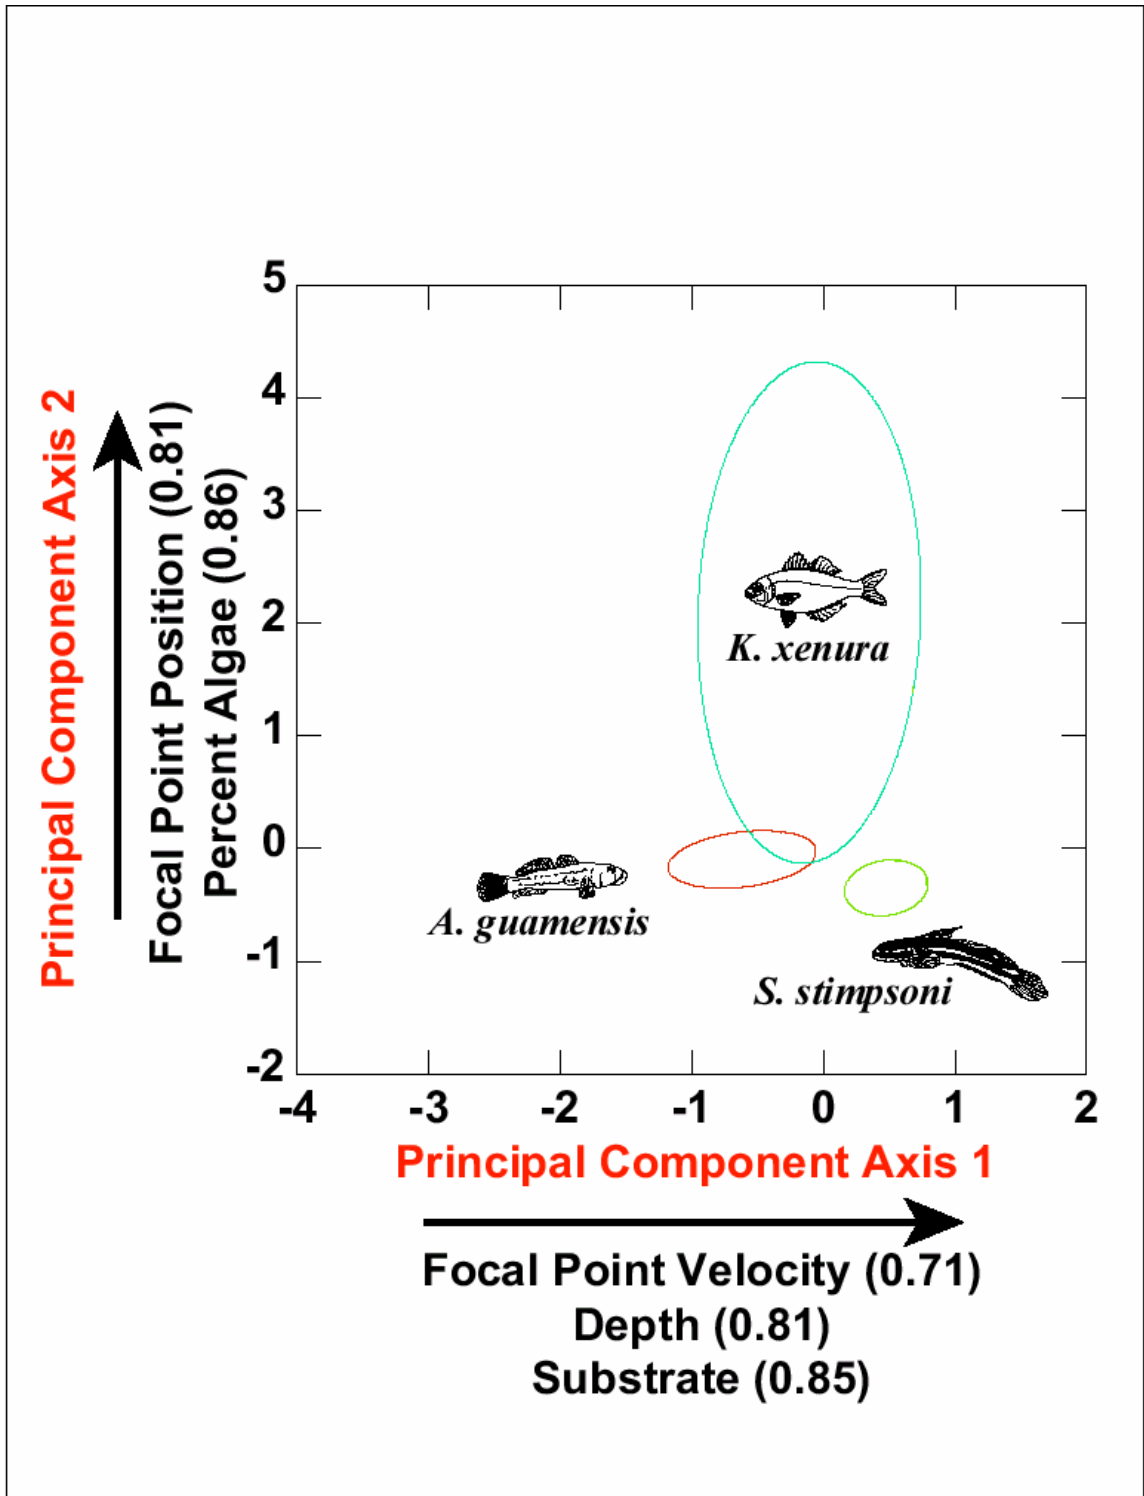 Principal Component Axis 2
Focal Point Position (0.81)
Percent Algae (0.86)
5
4
3
2
1
0
-1
-2
K. xenura
A. guamensis
S. stimpsoni
-4 -3 -2 -1 0 1 2
Principal Component Axis 1
Focal Point Velocity (0.71)
Depth (0.81)
Substrate (0.85)